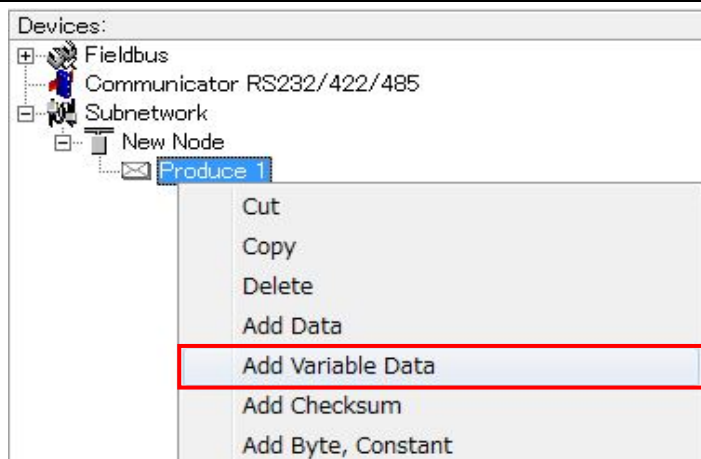 Devices:
Fieldbus
Communicator RS232/422/485
Subnetwork
New Node
Produce 1
Cut
Copy
Delete
Add Data
Add Variable Data
Add Checksum
Add Byte, Constant